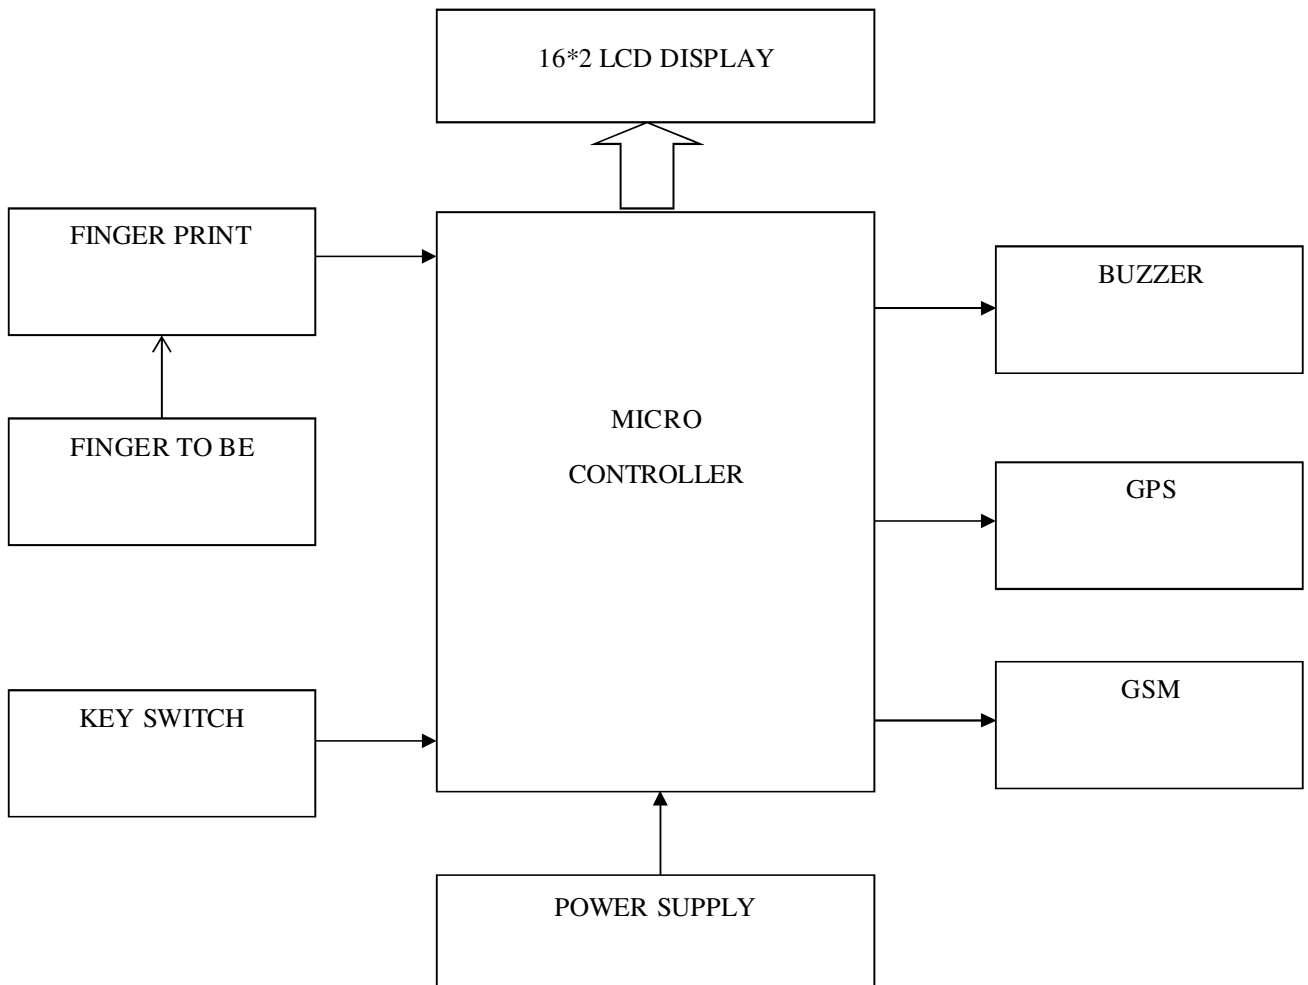 16*2 LCD DISPLAY
FINGER PRINT
BUZZER
MICRO
CONTROLLER
FINGER TO BE
GPS
KEY SWITCH
GSM
POWER SUPPLY